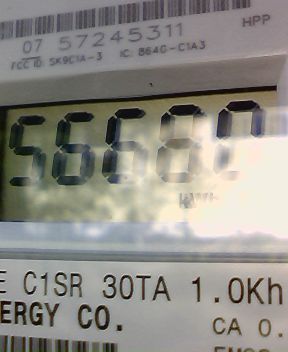 HPP
07 57245311
FCC ID: SK9C1A-3 IC: 864G-C1A3
56680
KWH
E C1SR 30TA 1.0Kh
ERGY CO.
CA 0.